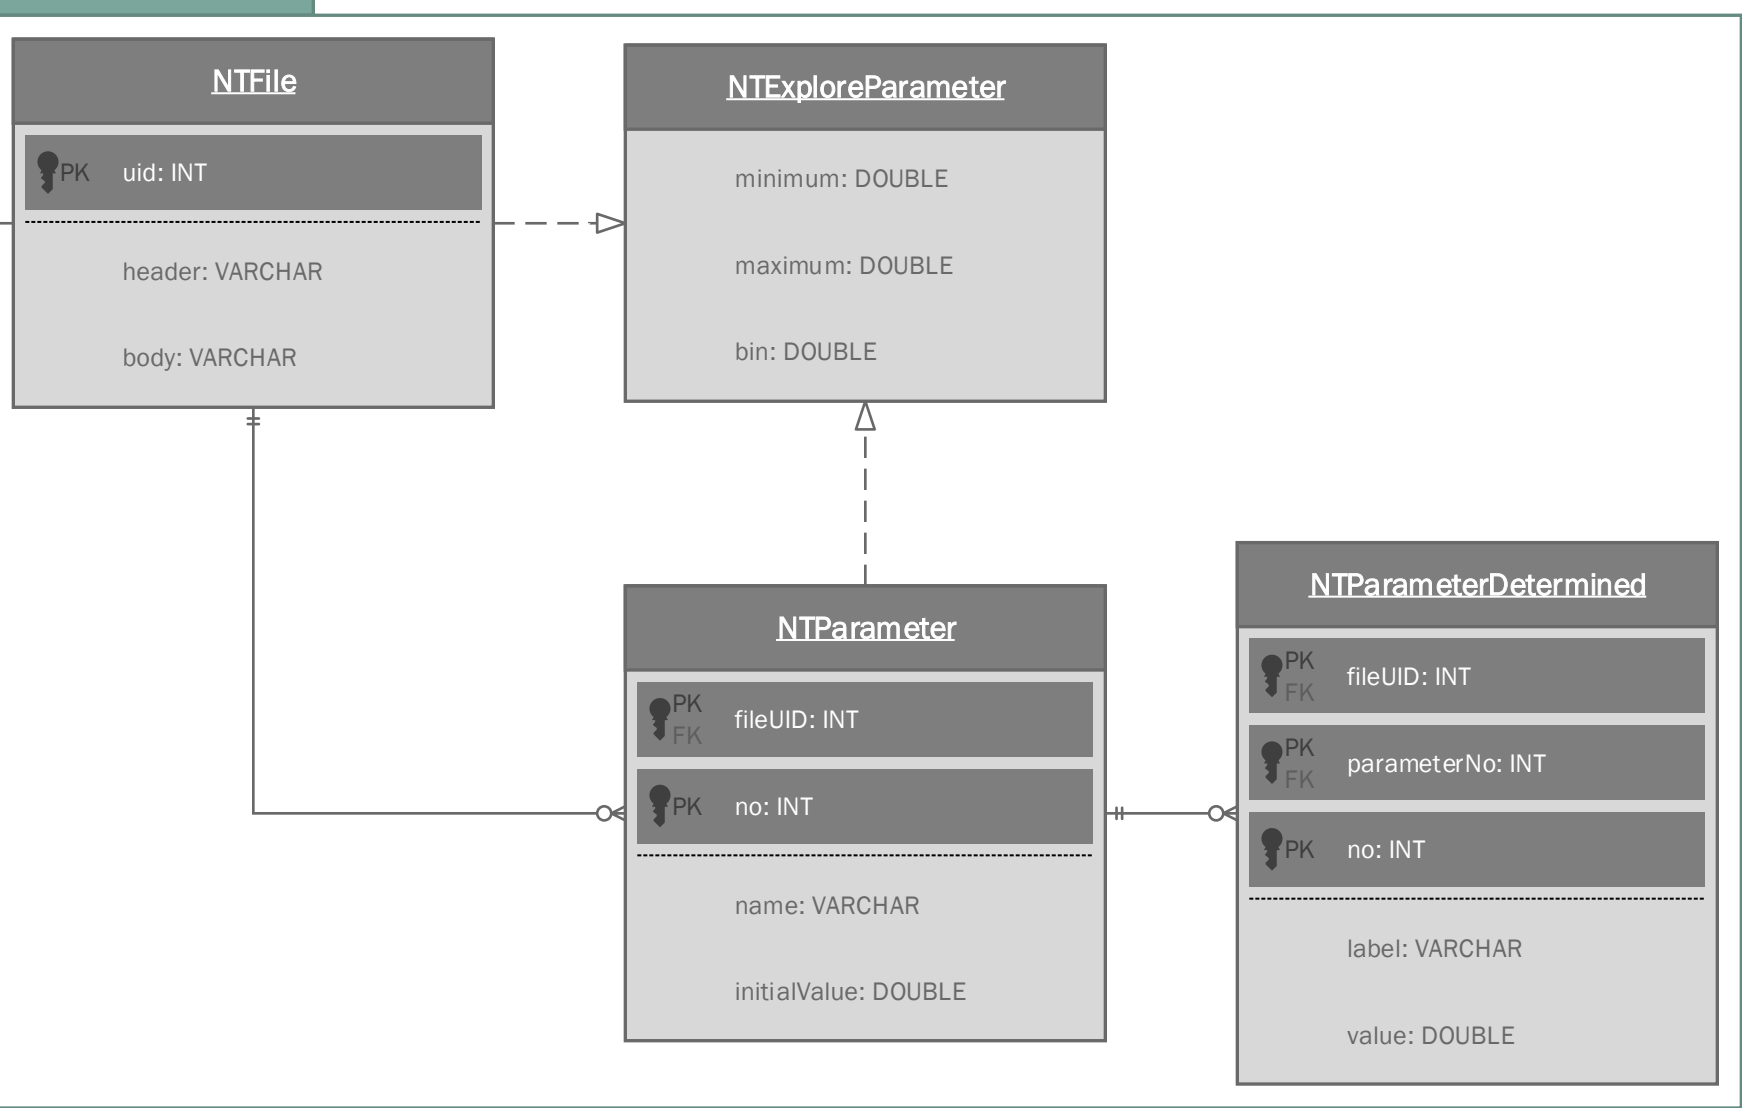 NTFile
PK uid: INT
header: VARCHAR
body: VARCHAR
NTExploreParameter
minimum: DOUBLE
maximum: DOUBLE
bin: DOUBLE
NTParameter
PK
FK
fileUID: INT
PK no: INT
name: VARCHAR
initialValue: DOUBLE
NTParameterDetermined
PK
FK
fileUID: INT
PK
FK
parameterNo: INT
PK no: INT
label: VARCHAR
value: DOUBLE